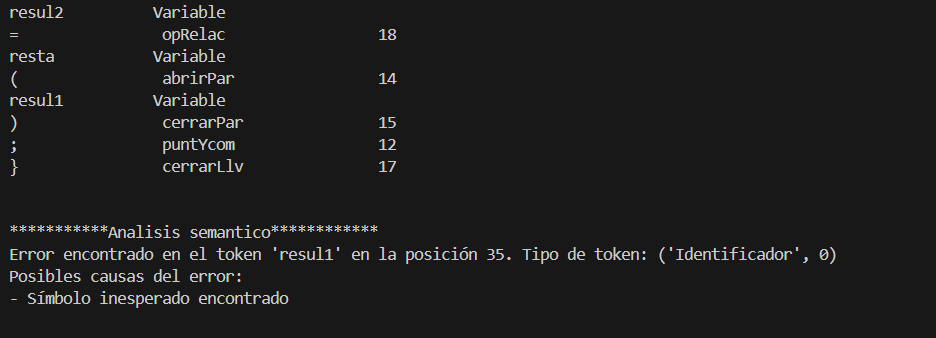 resul2 Variable
= opRelac 18
resta Variable
( abrirPar 14
resul1 Variable
) cerrarPar 15
; puntYcom 12
} cerrarLlv 17
***********Analisis semantico************
Error encontrado en el token 'resul1' en la posición 35. Tipo de token: ('Identificador', 0)
Posibles causas del error:
- Símbolo inesperado encontrado